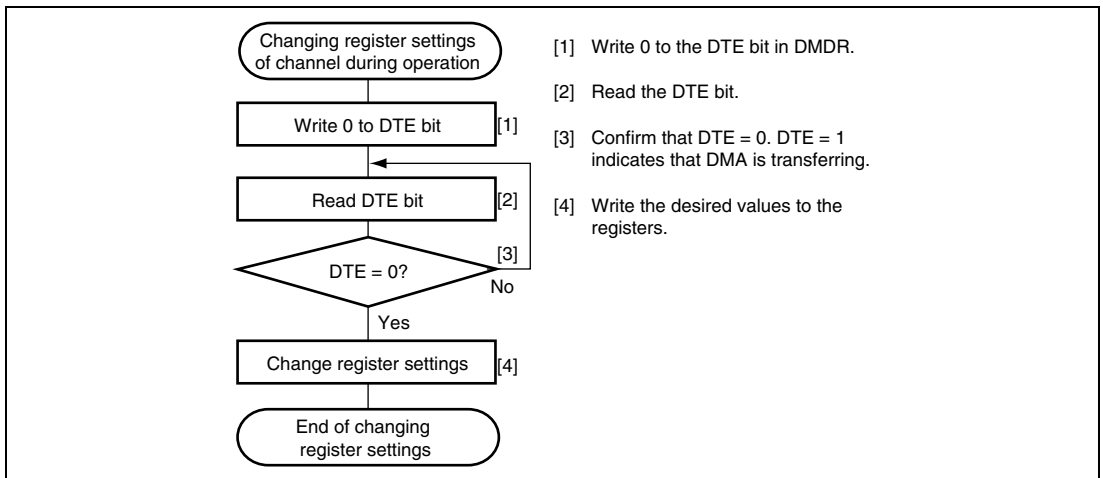 Changing register settings
of channel during operation
Write 0 to DTE bit
[1]
Read DTE bit
[2]
[3]
DTE = 0?
No
Yes
Change register settings
[4]
End of changing
register settings
[1] Write 0 to the DTE bit in DMDR.
[2] Read the DTE bit.
[3] Confirm that DTE = 0. DTE = 1
indicates that DMA is transferring.
[4] Write the desired values to the
registers.